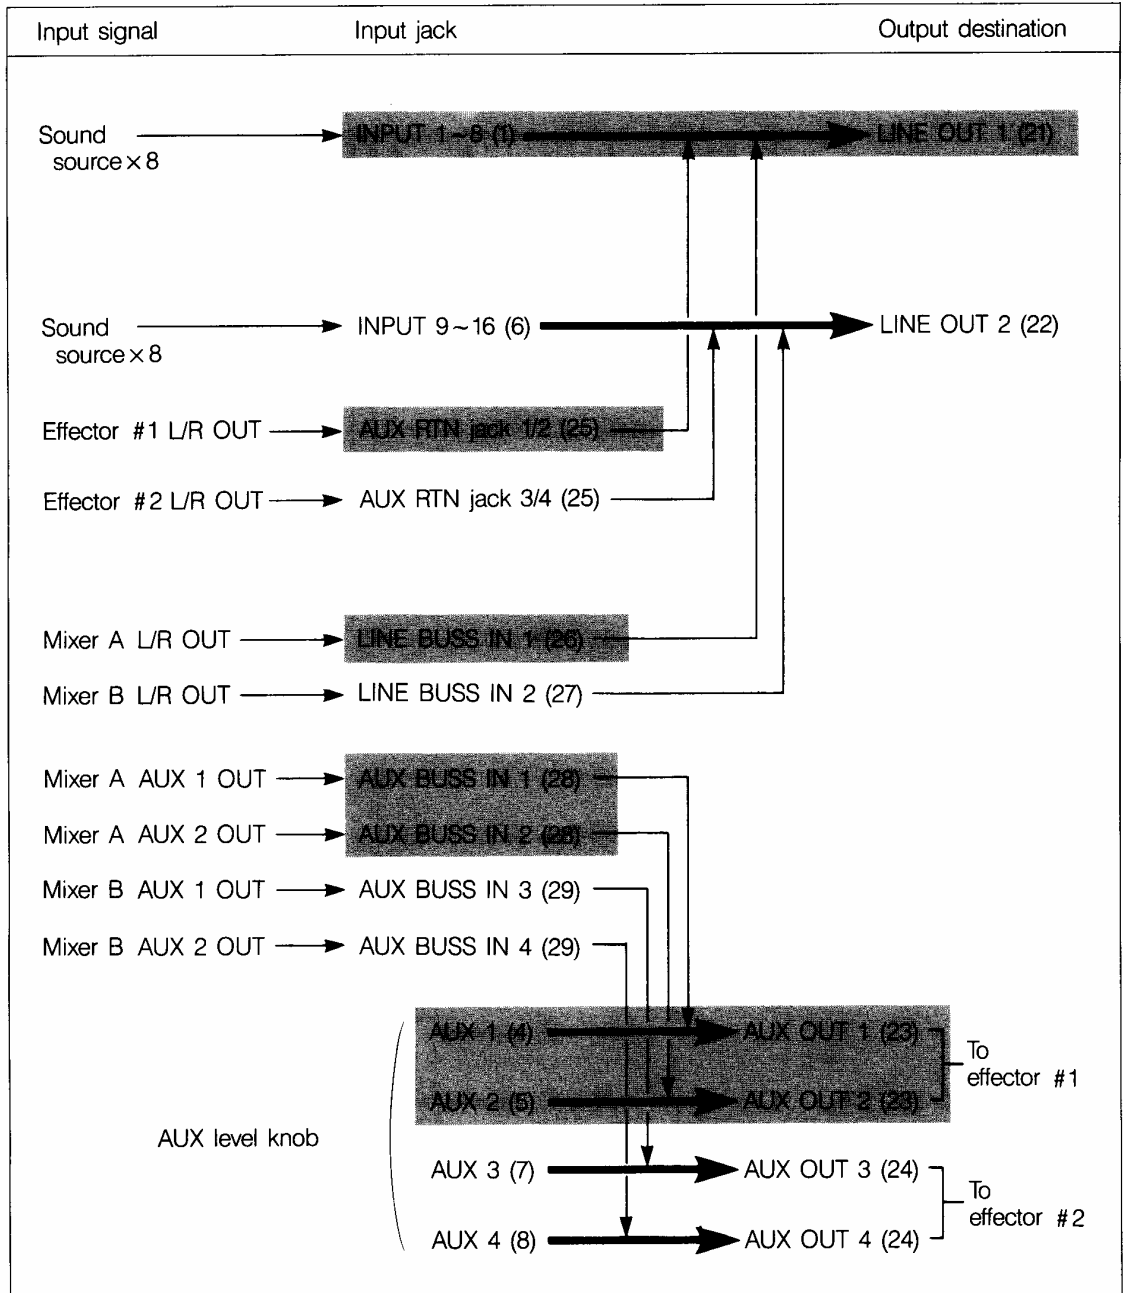 Input signal Input jack Output destination
Sound source×8 INPUT 1~8 (1) LINE OUT 1 (21)
Sound source×8 INPUT 9~16 (6) LINE OUT 2 (22)
Effector #1 L/R OUT AUX RTN jack 1/2 (25)
Effector #2 L/R OUT AUX RTN jack 3/4 (25)
Mixer A L/R OUT LINE BUSS IN 1 (26)
Mixer B L/R OUT LINE BUSS IN 2 (27)
Mixer A AUX 1 OUT AUX BUSS IN 1 (28)
Mixer A AUX 2 OUT AUX BUSS IN 2 (28)
Mixer B AUX 1 OUT AUX BUSS IN 3 (29)
Mixer B AUX 2 OUT AUX BUSS IN 4 (29)
AUX level knob
AUX 1 (4) AUX OUT 1 (23)
AUX 2 (5) AUX OUT 2 (23)
To effector #1
AUX 3 (7) AUX OUT 3 (24)
AUX 4 (8) AUX OUT 4 (24)
To effector #2